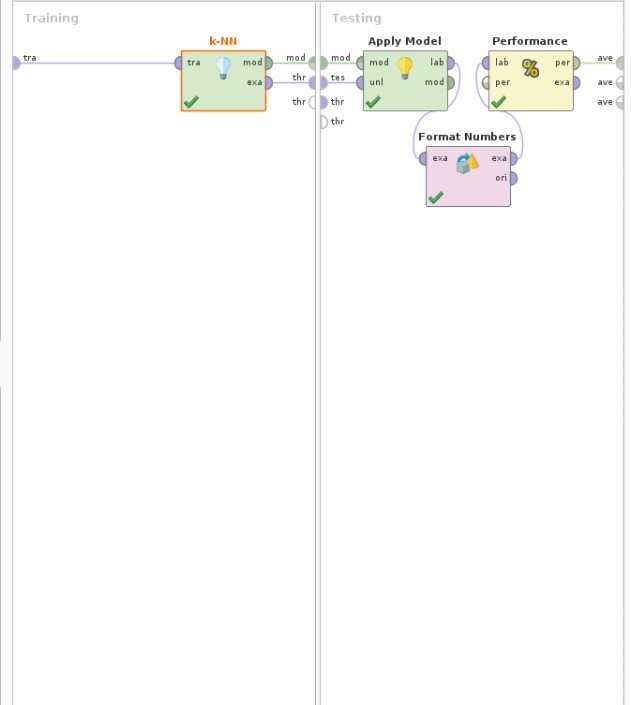 Training
Testing
k-NN
Apply Model
Performance
tra
tra mod
exa
mod
thr
thr
mod
tes
thr
thr
mod lab
unl mod
lab per
per exa
ave
ave
ave
Format Numbers
exa exa
ori